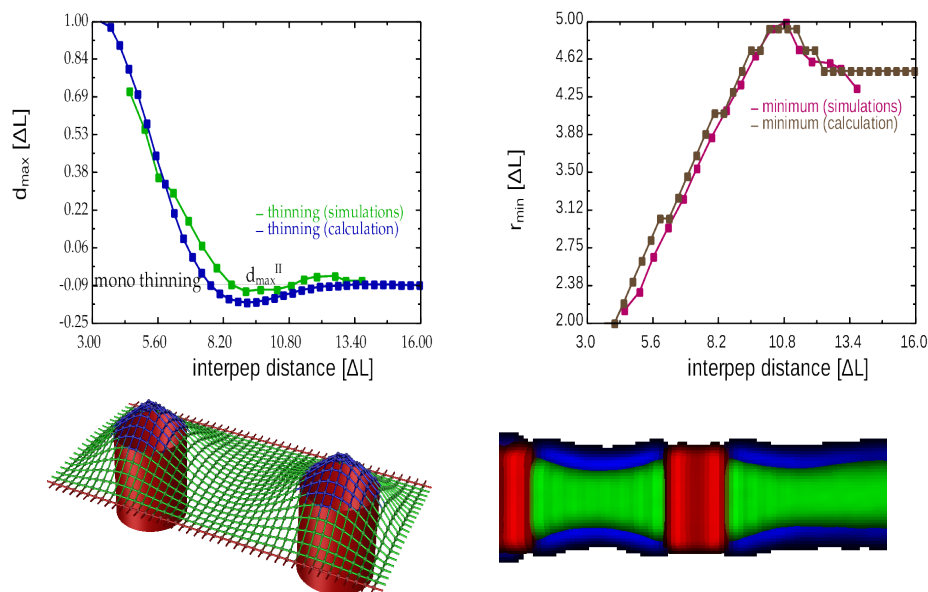 1.00
0.84
0.69
0.53
0.38
0.22
0.06
-0.09
-0.25
d_max [ΔL]
– thinning (simulations)
– thinning (calculation)
mono thinning
d_max^II
3.00 5.60 8.20 10.80 13.40 16.00
interpep distance [ΔL]
5.00
4.62
4.25
3.88
3.50
3.12
2.75
2.38
2.00
r_min [ΔL]
– minimum (simulations)
– minimum (calculation)
3.0 5.6 8.2 10.8 13.4 16.0
interpep distance [ΔL]